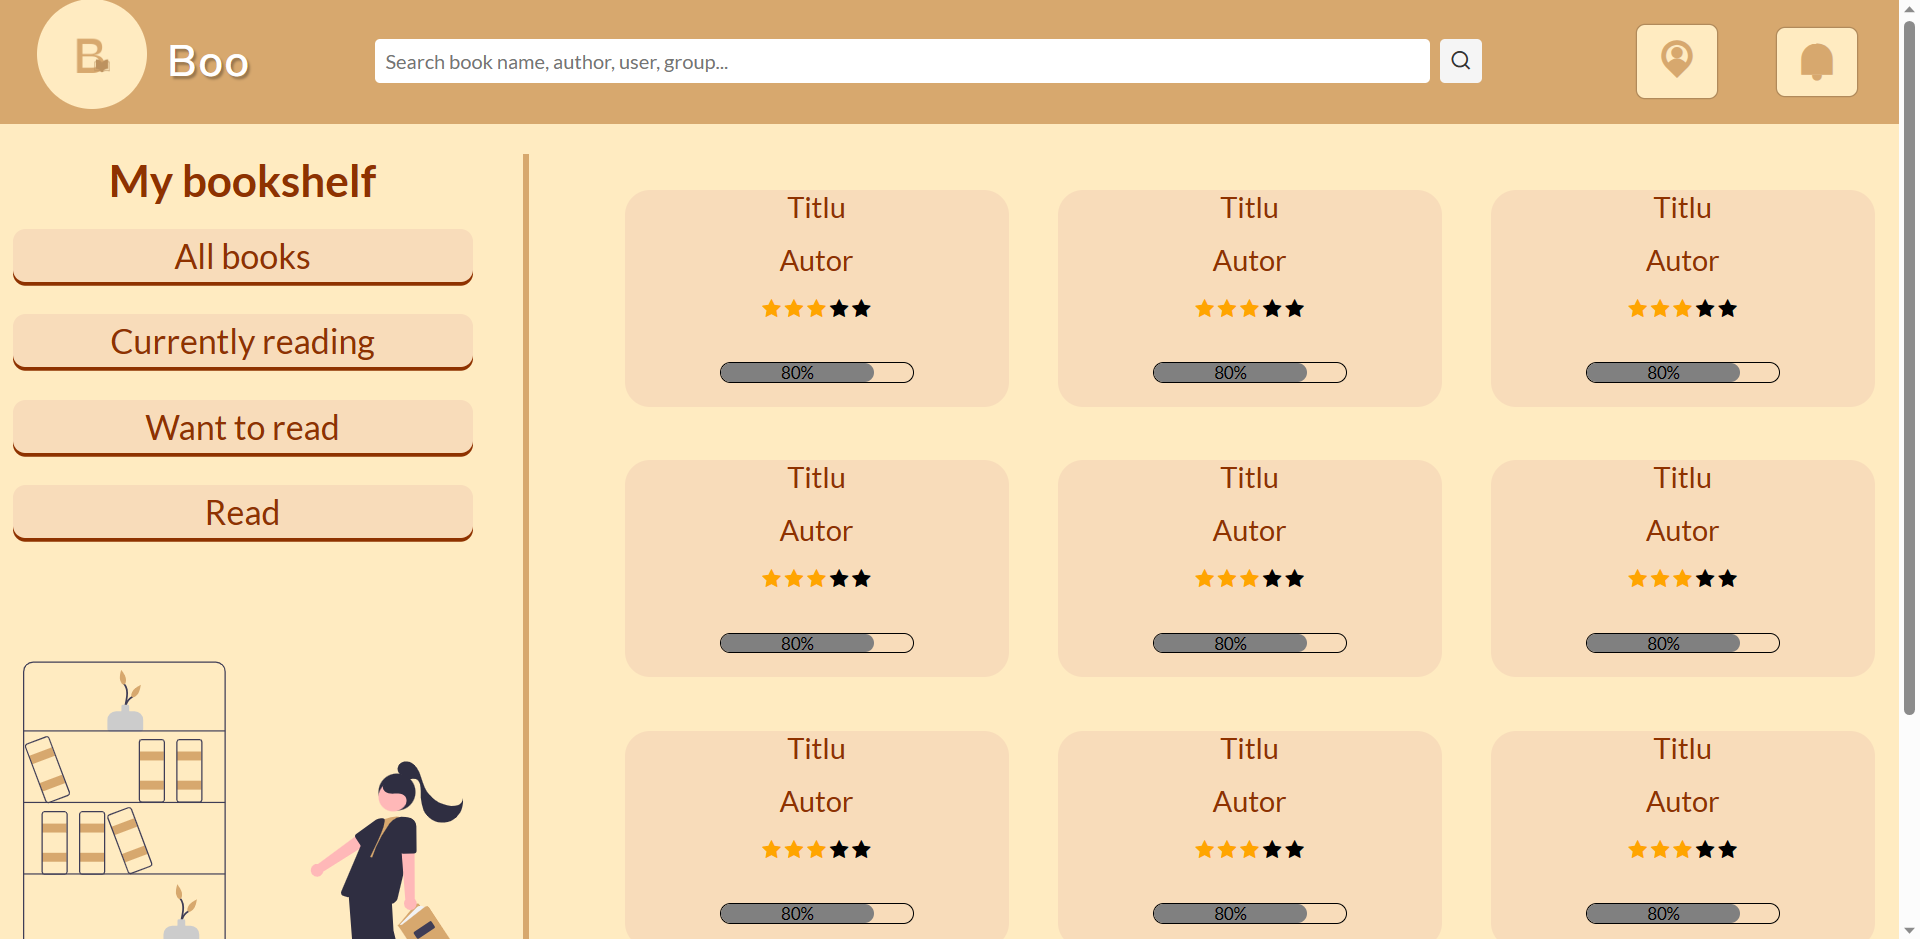 B
Boo
Search book name, author, user, group...
My bookshelf
All books
Currently reading
Want to read
Read
Titlu
Autor
80%
Titlu
Autor
80%
Titlu
Autor
80%
Titlu
Autor
80%
Titlu
Autor
80%
Titlu
Autor
80%
Titlu
Autor
80%
Titlu
Autor
80%
Titlu
Autor
80%